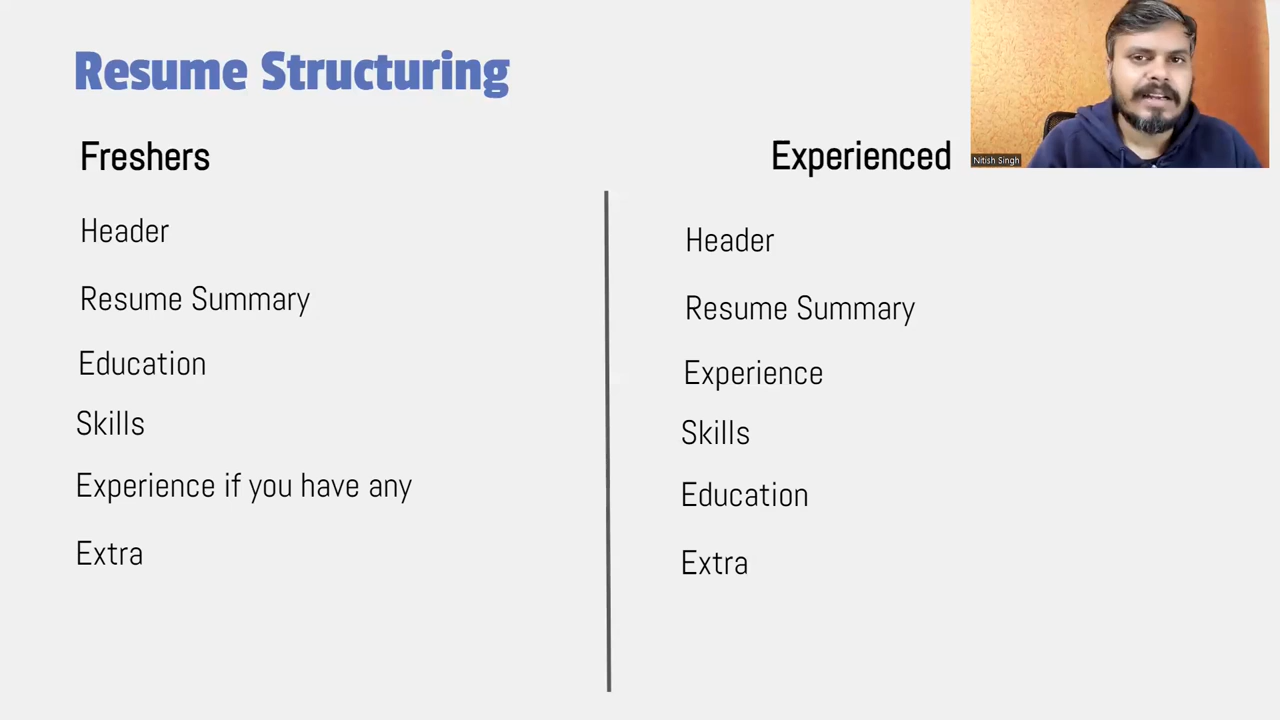 Resume Structuring
Freshers
Header
Resume Summary
Education
Skills
Experience if you have any
Extra
Experienced
Header
Resume Summary
Experience
Skills
Education
Extra
Nitish Singh